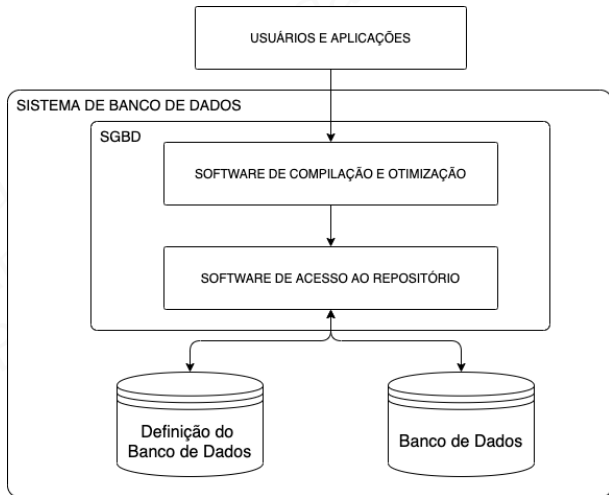 USUÁRIOS E APLICAÇÕES
SISTEMA DE BANCO DE DADOS
SGBD
SOFTWARE DE COMPILAÇÃO E OTIMIZAÇÃO
SOFTWARE DE ACESSO AO REPOSITÓRIO
Definição do
Banco de Dados
Banco de Dados